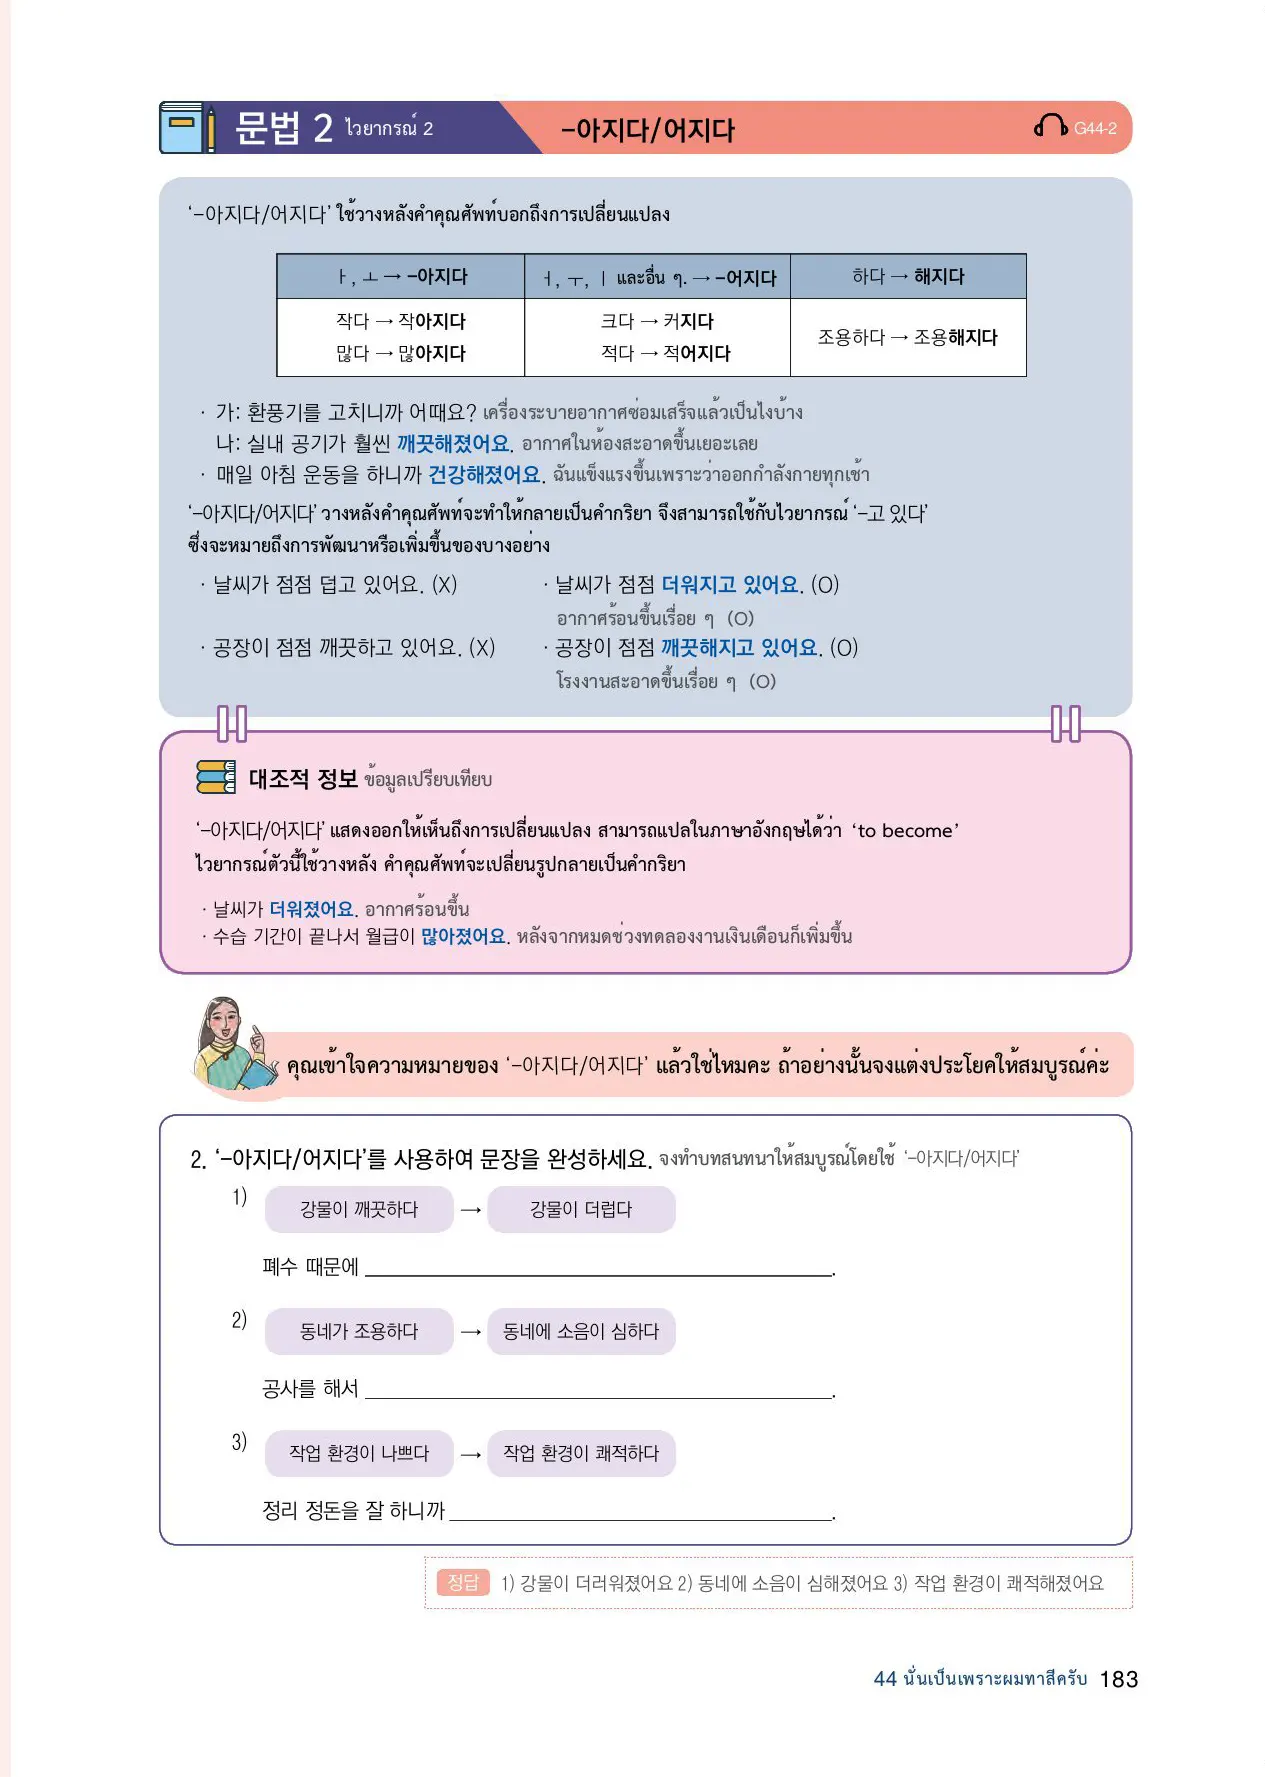 문법 2 ไวยากรณ์ 2 -아지다/어지다 G44-2
‘-아지다/어지다’ ใช้วางหลังคำคุณศัพท์บอกถึงการเปลี่ยนแปลง
ㅏ, ㅗ → -아지다 ㅓ, ㅜ, ㅣ และอื่น ๆ. → -어지다 하다 → 해지다
작다 → 작아지다 크다 → 커지다
조용하다 → 조용해지다
많다 → 많아지다 적다 → 적어지다
· 가: 환풍기를 고치니까 어때요? เครื่องระบายอากาศซ่อมเสร็จแล้วเป็นไงบ้าง
나: 실내 공기가 훨씬 깨끗해졌어요. อากาศในห้องสะอาดขึ้นเยอะเลย
· 매일 아침 운동을 하니까 건강해졌어요. ฉันแข็งแรงขึ้นเพราะว่าออกกำลังกายทุกเช้า
‘-아지다/어지다’ วางหลังคำคุณศัพท์จะทำให้กลายเป็นคำกริยา จึงสามารถใช้กับไวยากรณ์ ‘-고 있다’
ซึ่งจะหมายถึงการพัฒนาหรือเพิ่มขึ้นของบางอย่าง
· 날씨가 점점 덥고 있어요. (X) · 날씨가 점점 더워지고 있어요. (O)
อากาศร้อนขึ้นเรื่อย ๆ (O)
· 공장이 점점 깨끗하고 있어요. (X) · 공장이 점점 깨끗해지고 있어요. (O)
โรงงานสะอาดขึ้นเรื่อย ๆ (O)
대조적 정보 ข้อมูลเปรียบเทียบ
‘-아지다/어지다’ แสดงออกให้เห็นถึงการเปลี่ยนแปลง สามารถแปลในภาษาอังกฤษได้ว่า ‘to become’
ไวยากรณ์ตัวนี้ใช้วางหลัง คำคุณศัพท์จะเปลี่ยนรูปกลายเป็นคำกริยา
· 날씨가 더워졌어요. อากาศร้อนขึ้น
· 수습 기간이 끝나서 월급이 많아졌어요. หลังจากหมดช่วงทดลองงานเงินเดือนก็เพิ่มขึ้น
คุณเข้าใจความหมายของ ‘-아지다/어지다’ แล้วใช่ไหมคะ ถ้าอย่างนั้นจงแต่งประโยคให้สมบูรณ์ค่ะ
2. ‘-아지다/어지다’를 사용하여 문장을 완성하세요. จงทำบทสนทนาให้สมบูรณ์โดยใช้ ‘-아지다/어지다’
1) 강물이 깨끗하다 → 강물이 더럽다
폐수 때문에 ____________________.
2) 동네가 조용하다 → 동네에 소음이 심하다
공사를 해서 ____________________.
3) 작업 환경이 나쁘다 → 작업 환경이 쾌적하다
정리 정돈을 잘 하니까 ____________________.
정답 1) 강물이 더러워졌어요 2) 동네에 소음이 심해졌어요 3) 작업 환경이 쾌적해졌어요
44 นั่นเป็นเพราะผมทาสีครับ 183